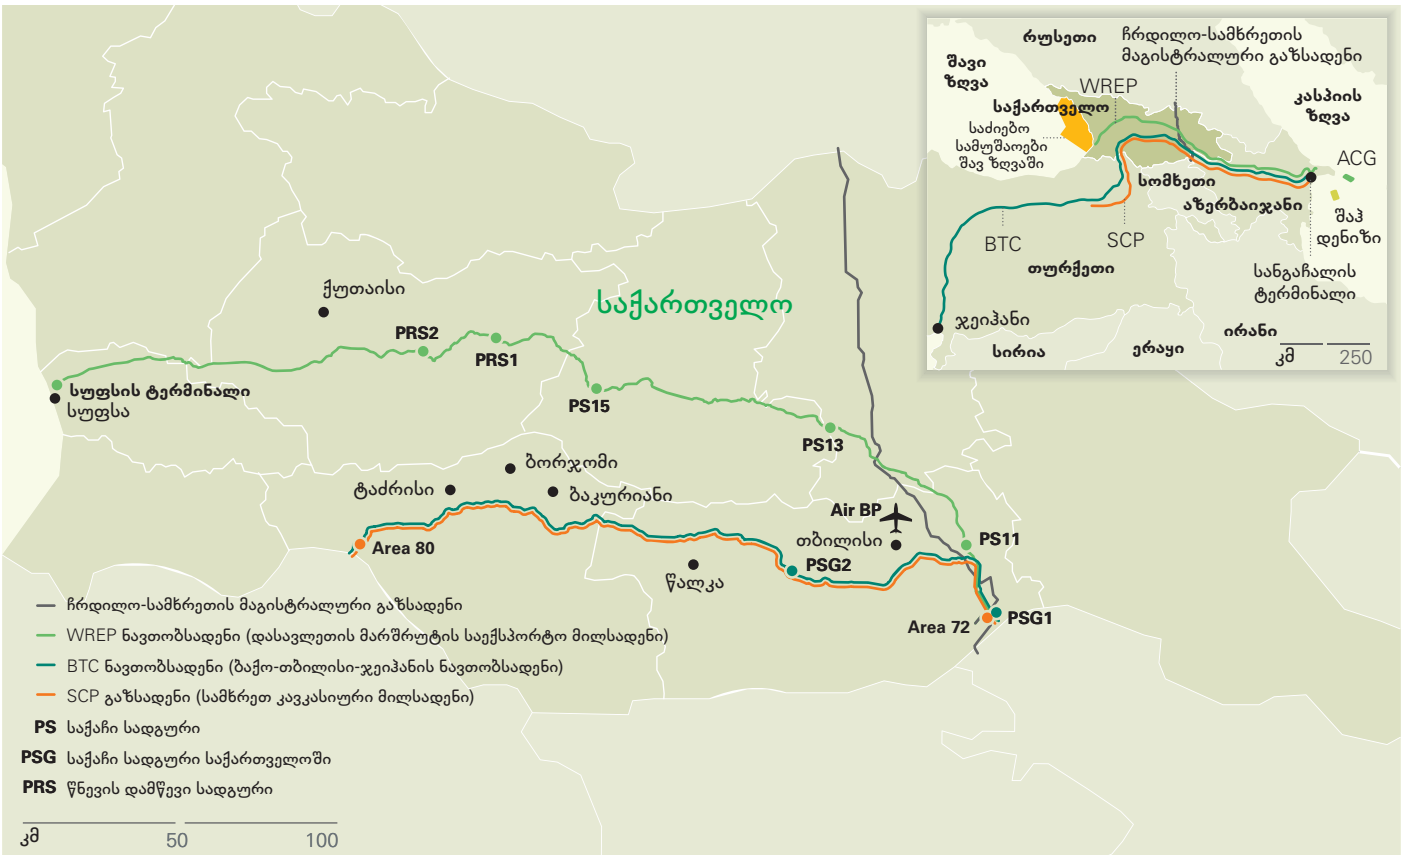 ქუთაისი
საქართველო
PRS2
PRS1
სუფსის ტერმინალი
სუფსა
PS15
PS13
ბორჯომი
ტაძრისი
ბაკურიანი
Air BP
თბილისი
PS11
Area 80
PSG2
წალკა
Area 72
PSG1
ჩრდილო-სამხრეთის მაგისტრალური გაზსადენი
WREP ნავთობსადენი (დასავლეთის მარშრუტის საექსპორტო მილსადენი)
BTC ნავთობსადენი (ბაქო-თბილისი-ჯეიჰანის ნავთობსადენი)
SCP გაზსადენი (სამხრეთ კავკასიური მილსადენი)
PS საქაჩი სადგური
PSG საქაჩი სადგური საქართველოში
PRS წნევის დამწევი სადგური
კმ 50 100
რუსეთი
ჩრდილო-სამხრეთის
მაგისტრალური გაზსადენი
შავი
ზღვა
WREP
კასპიის
ზღვა
საქართველო
საძიებო
სამუშაოები
შავ ზღვაში
ACG
სომხეთი
აზერბაიჯანი
შაჰ
დენიზი
BTC
SCP
თურქეთი
სანგაჩალის
ტერმინალი
ჯეიჰანი
სირია
ერაყი
ირანი
კმ 250